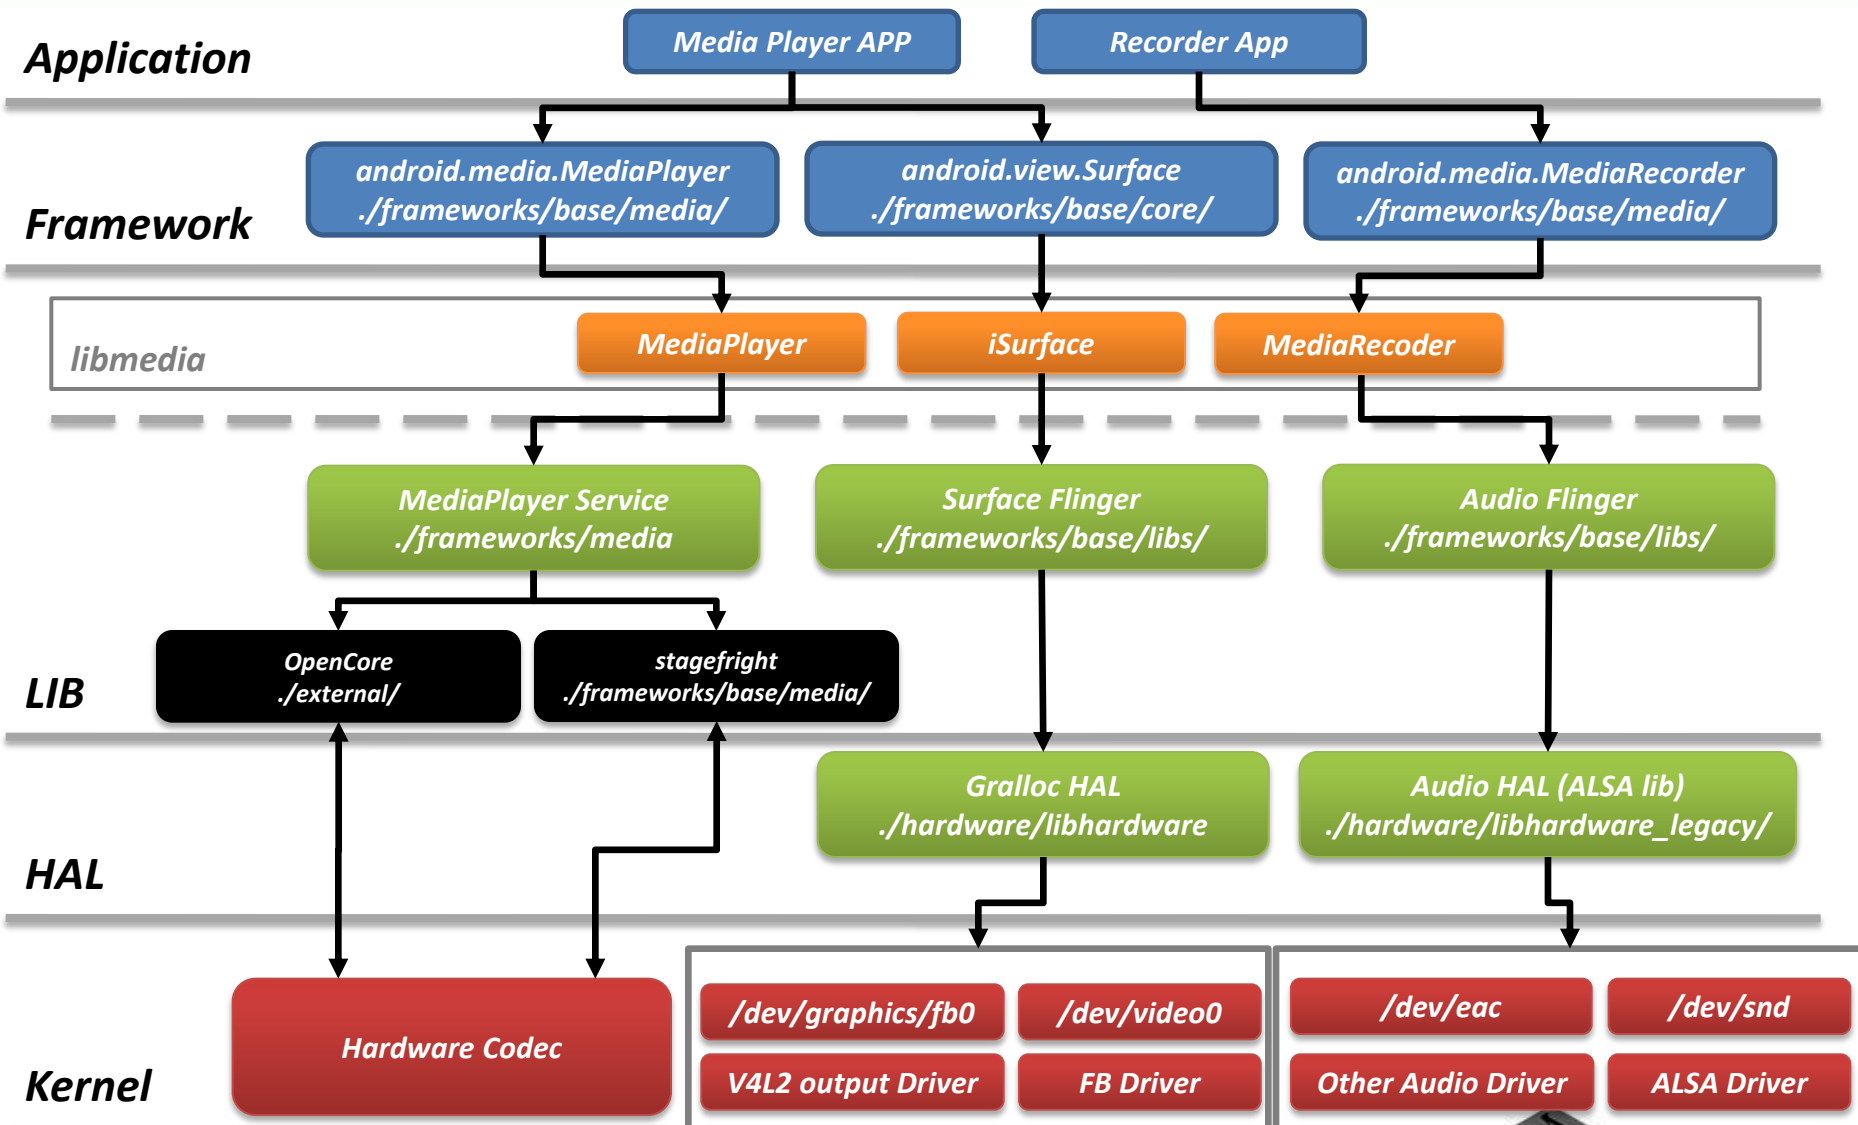 Application
Media Player APP
Recorder App
Framework
android.media.MediaPlayer
./frameworks/base/media/
android.view.Surface
./frameworks/base/core/
android.media.MediaRecorder
./frameworks/base/media/
libmedia
MediaPlayer
iSurface
MediaRecoder
MediaPlayer Service
./frameworks/media
Surface Flinger
./frameworks/base/libs/
Audio Flinger
./frameworks/base/libs/
LIB
OpenCore
./external/
stagefright
./frameworks/base/media/
HAL
Gralloc HAL
./hardware/libhardware
Audio HAL (ALSA lib)
./hardware/libhardware_legacy/
Kernel
Hardware Codec
/dev/graphics/fb0
/dev/video0
V4L2 output Driver
FB Driver
/dev/eac
/dev/snd
Other Audio Driver
ALSA Driver